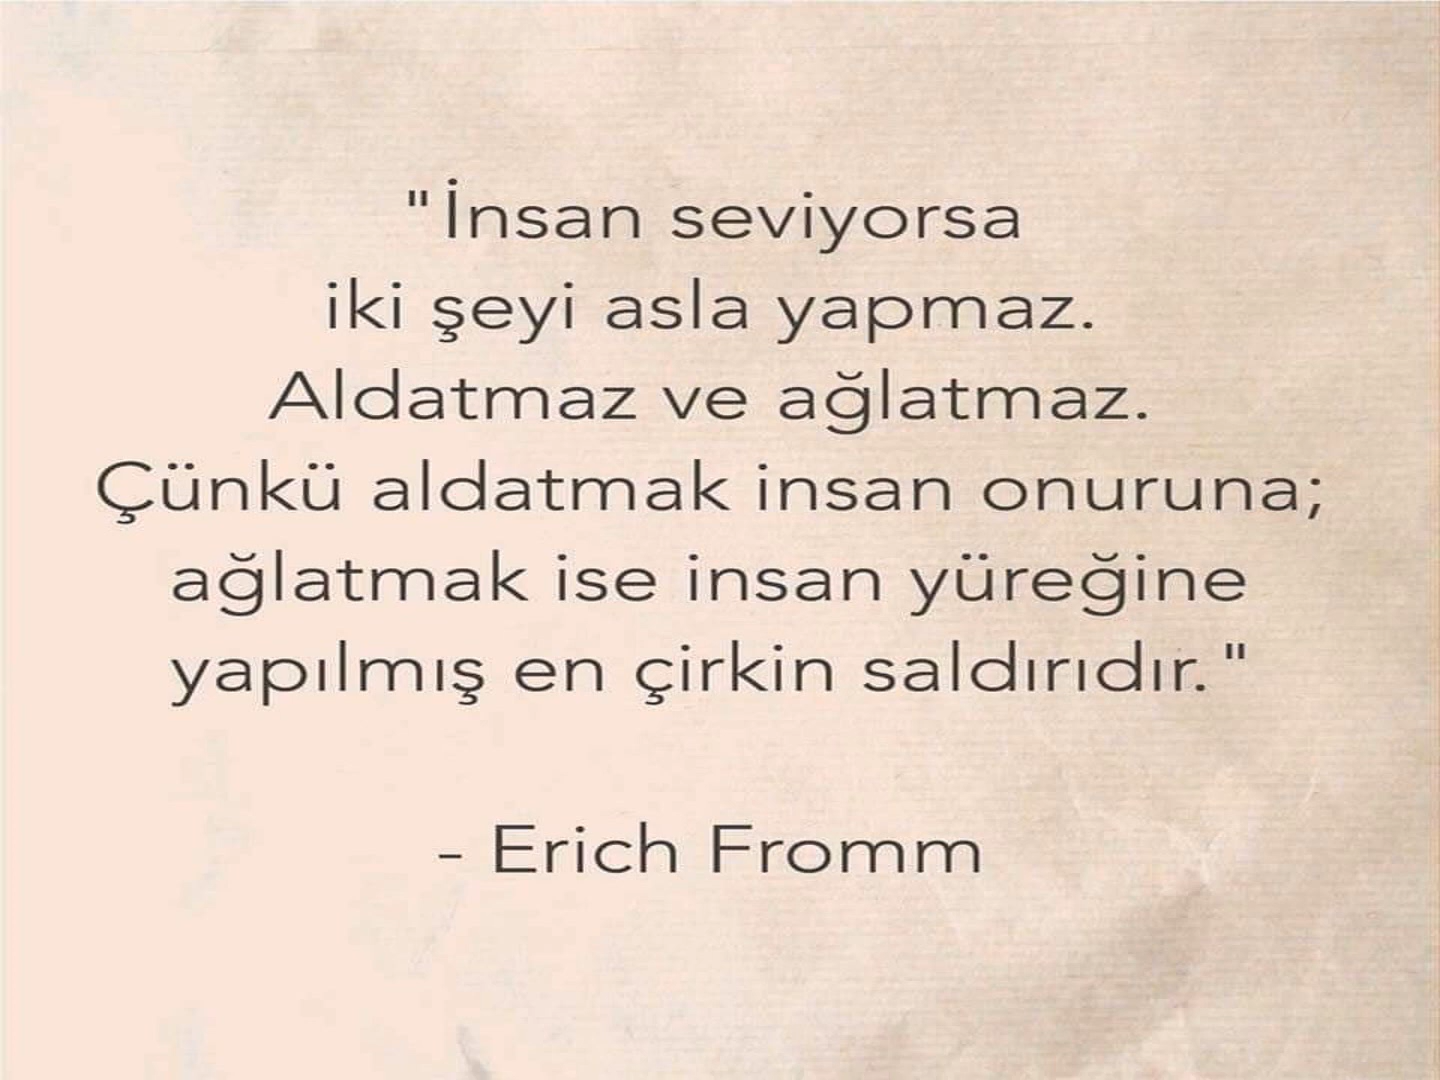 "İnsan seviyorsa
iki şeyi asla yapmaz.
Aldatmaz ve ağlatmaz.
Çünkü aldatmak insan onuruna;
ağlatmak ise insan yüreğine
yapılmış en çirkin saldırıdır."
- Erich Fromm